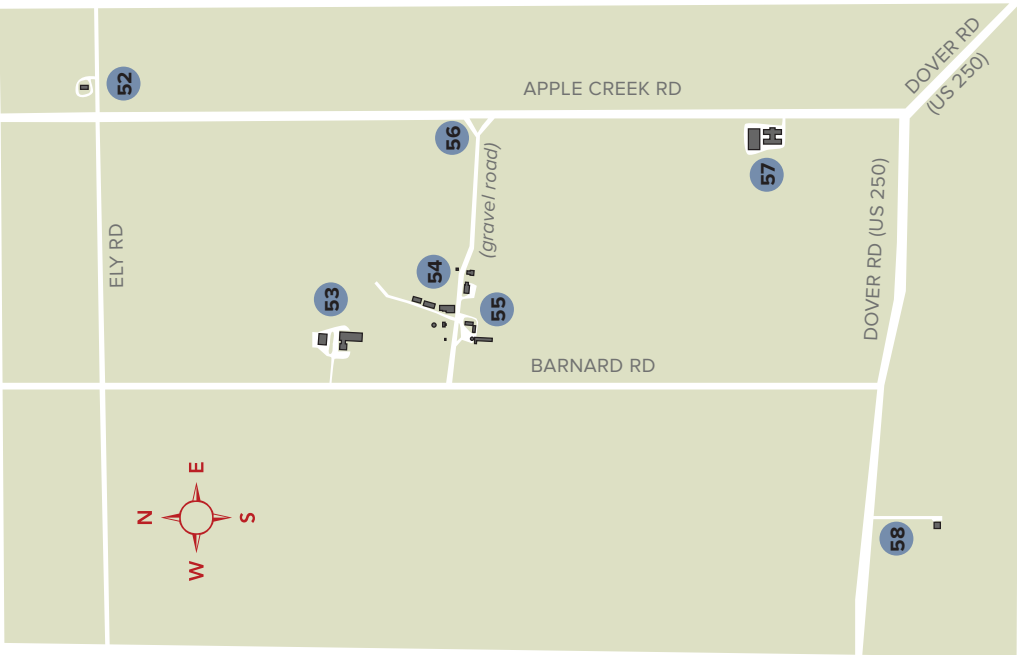 DOVER RD
(US 250)
52
APPLE CREEK RD
56
57
(gravel road)
DOVER RD (US 250)
ELY RD
54
53
55
BARNARD RD
E
N
S
W
58